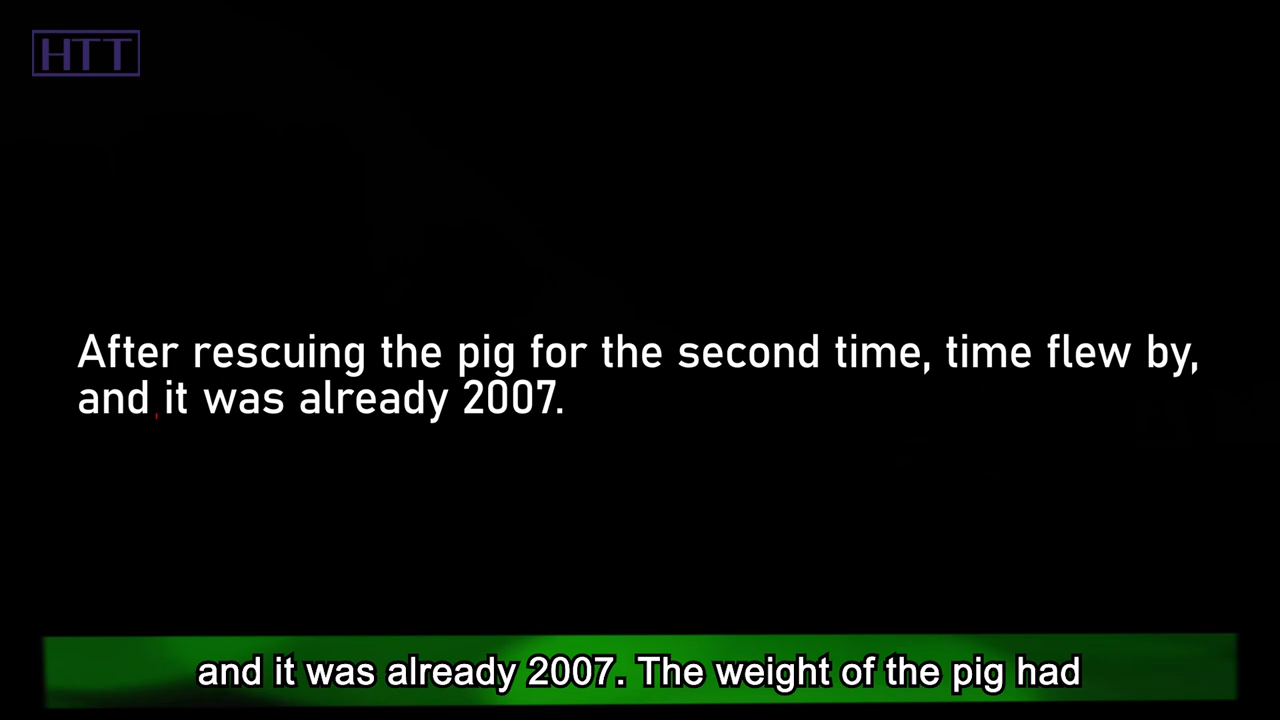 HTT
After rescuing the pig for the second time, time flew by,
and it was already 2007.
and it was already 2007. The weight of the pig had